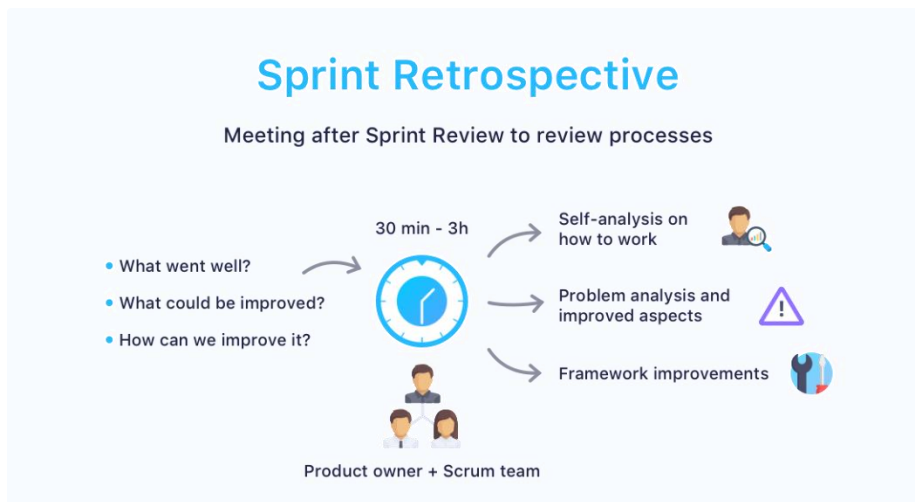 Sprint Retrospective
Meeting after Sprint Review to review processes
• What went well?
• What could be improved?
• How can we improve it?
30 min - 3h
Product owner + Scrum team
Self-analysis on
how to work
Problem analysis and
improved aspects
Framework improvements